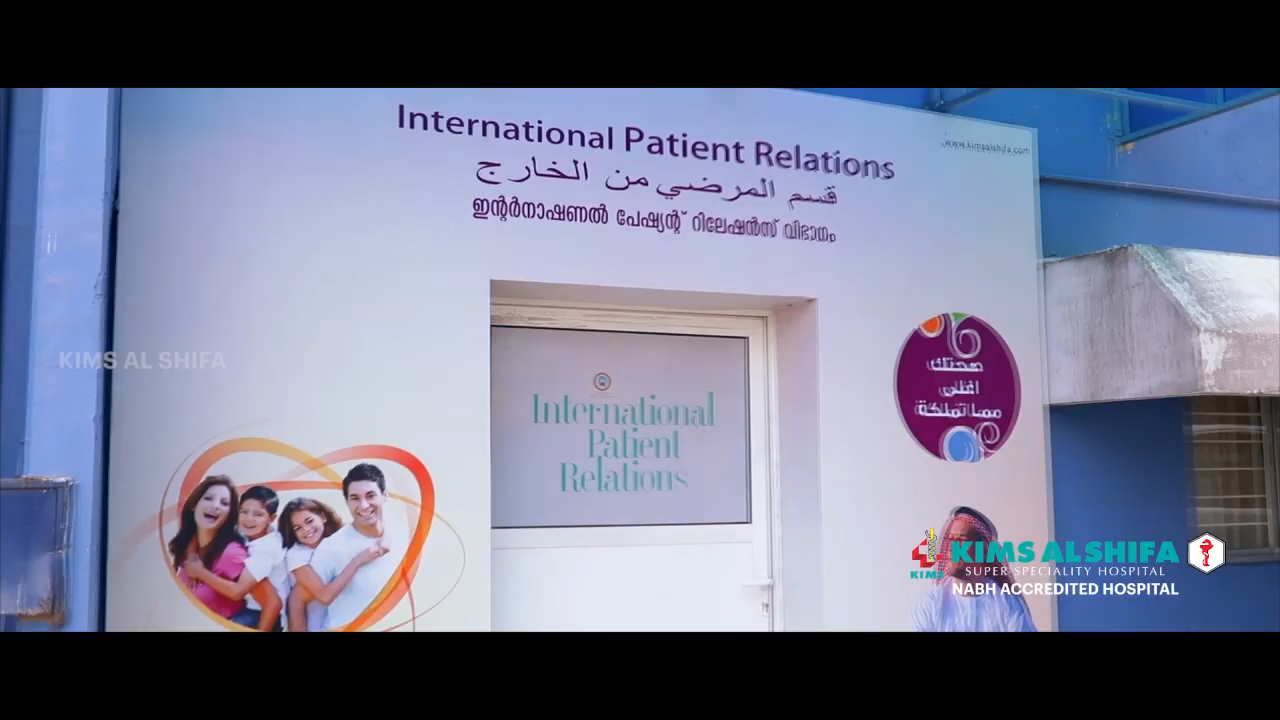 International Patient Relations
www.kimsalshifa.com
قسم المرضي من الخارج
ഇന്റർനാഷണൽ പേഷ്യന്റ് റിലേഷൻസ് വിഭാഗം
KIMS AL SHIFA
International
Patient
Relations
صحتك
اغلى
مما تملكة
KIMS
KIMS ALSHIFA
SUPER SPECIALITY HOSPITAL
NABH ACCREDITED HOSPITAL